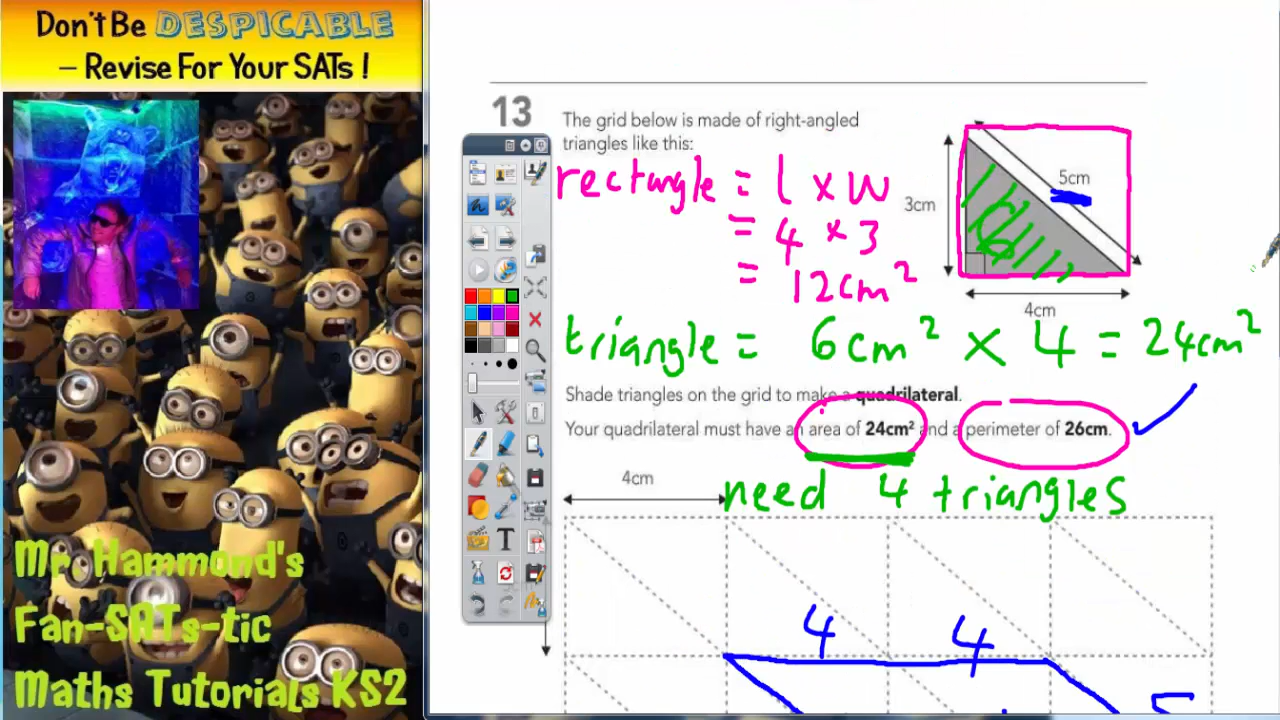 Don't Be DESPICABLE
– Revise For Your SATs !
Mr Hammond's
Fan-SATs-tic
Maths Tutorials KS2
13
The grid below is made of right-angled
triangles like this:
rectangle = l x w
= 4 x 3
= 12cm²
3cm
5cm
4cm
triangle = 6cm² x 4 = 24cm²
Shade triangles on the grid to make a quadrilateral.
Your quadrilateral must have an area of 24cm² and a perimeter of 26cm.
4cm
need 4 triangles
4
4
5